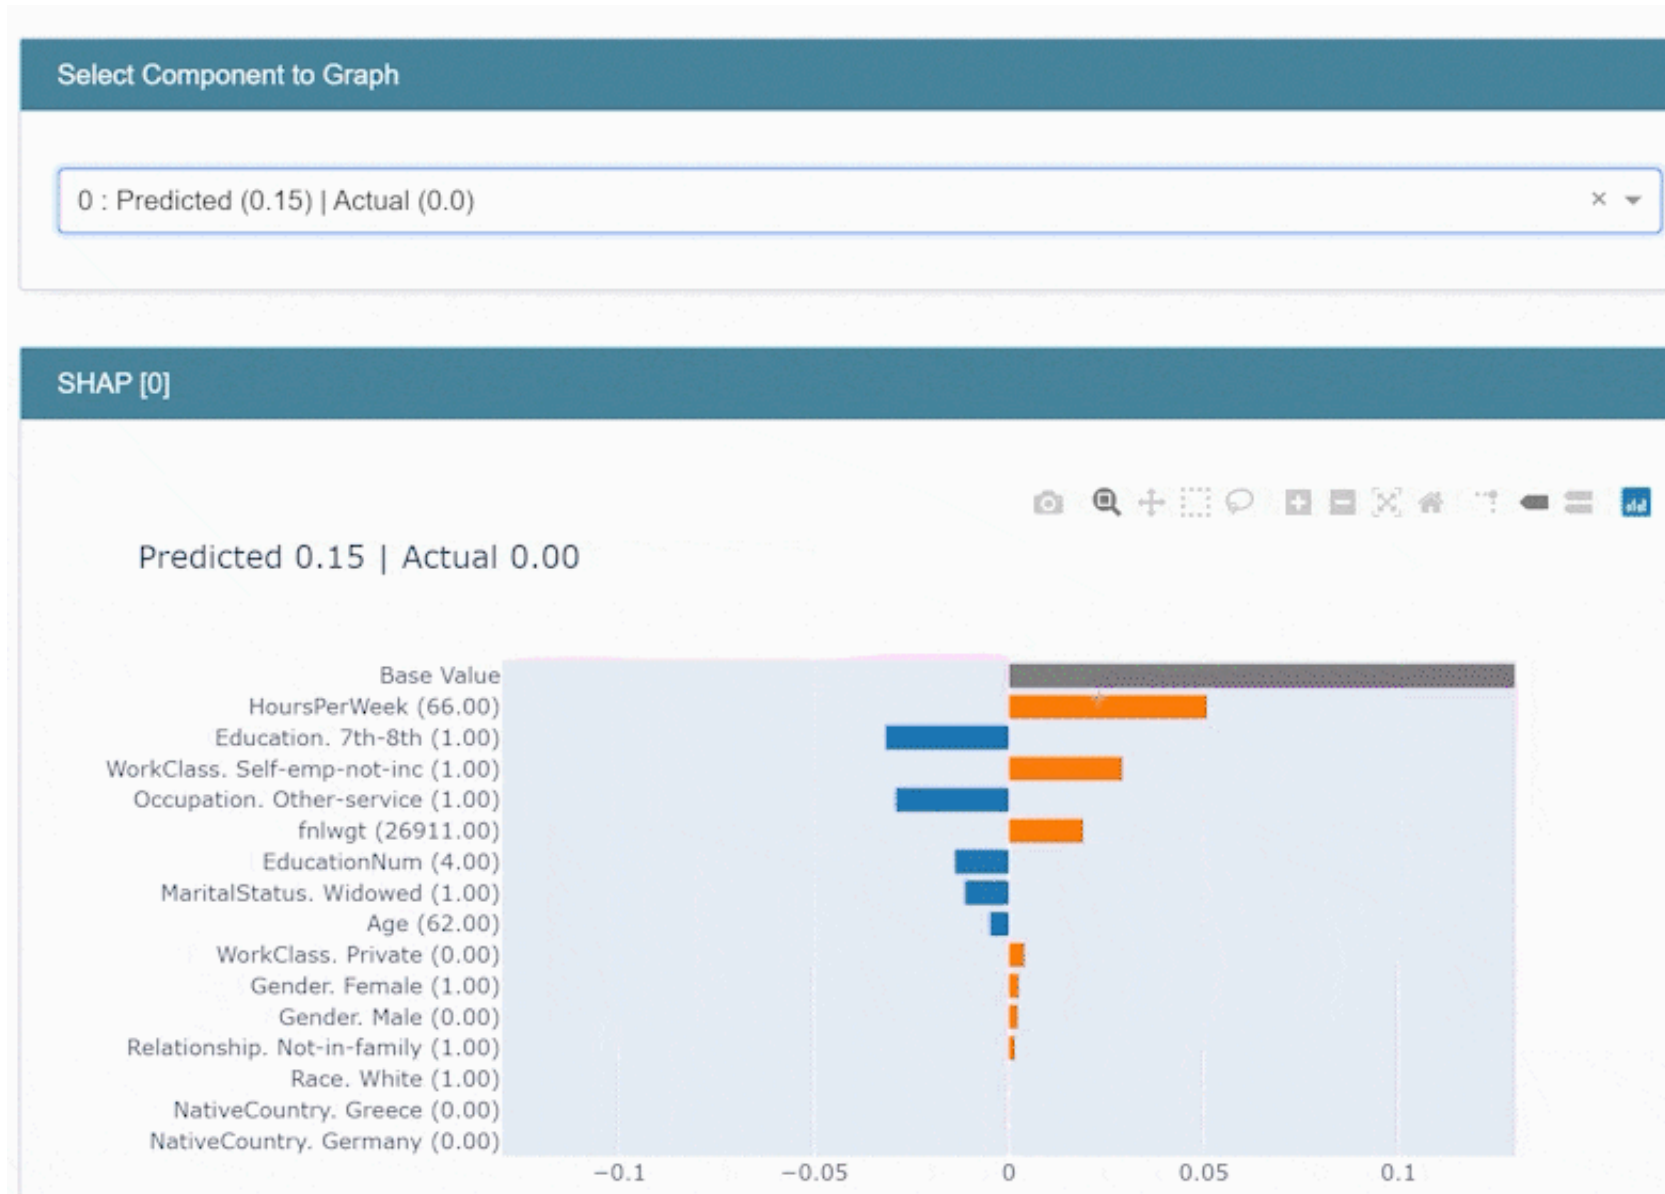 Select Component to Graph
0 : Predicted (0.15) | Actual (0.0)
SHAP [0]
Predicted 0.15 | Actual 0.00
Base Value
HoursPerWeek (66.00)
Education. 7th-8th (1.00)
WorkClass. Self-emp-not-inc (1.00)
Occupation. Other-service (1.00)
fnlwgt (26911.00)
EducationNum (4.00)
MaritalStatus. Widowed (1.00)
Age (62.00)
WorkClass. Private (0.00)
Gender. Female (1.00)
Gender. Male (0.00)
Relationship. Not-in-family (1.00)
Race. White (1.00)
NativeCountry. Greece (0.00)
NativeCountry. Germany (0.00)
−0.1 −0.05 0 0.05 0.1